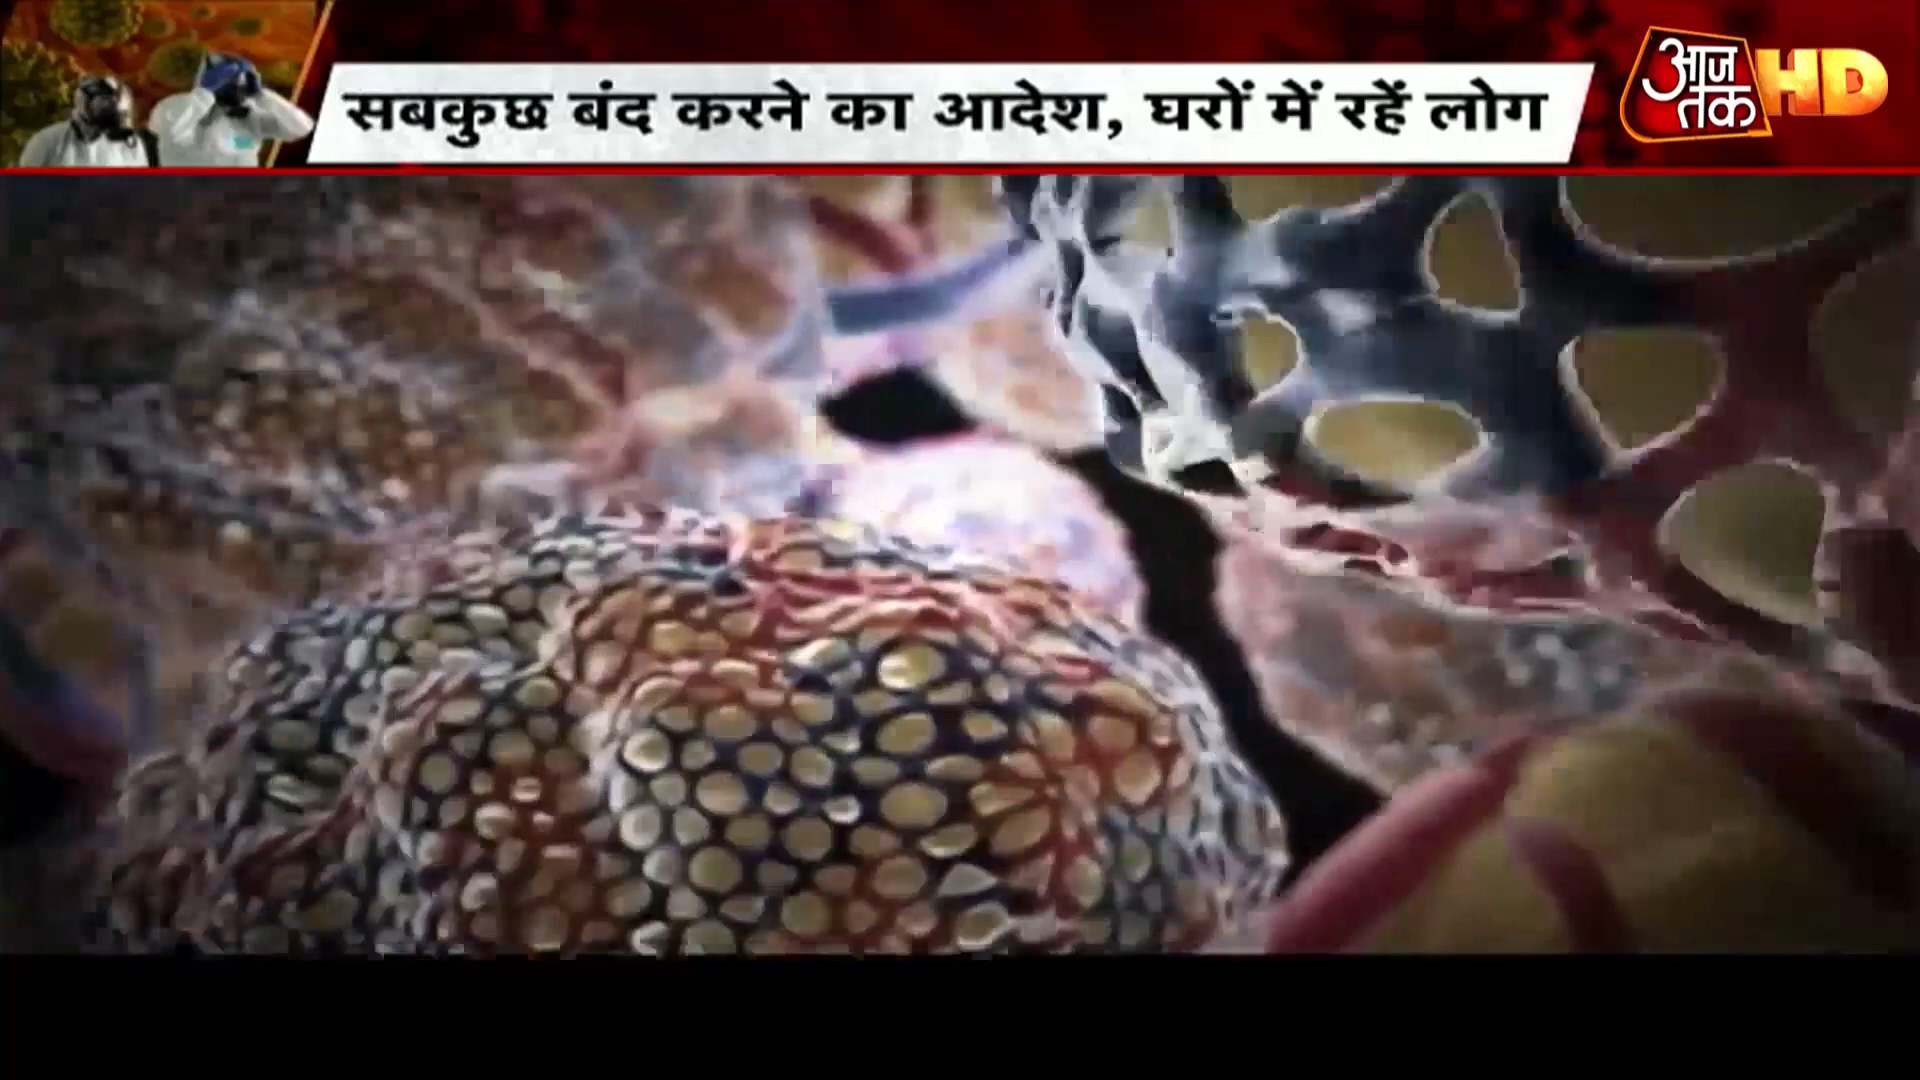 सबकुछ बंद करने का आदेश, घरों में रहें लोग
आज
तक
HD